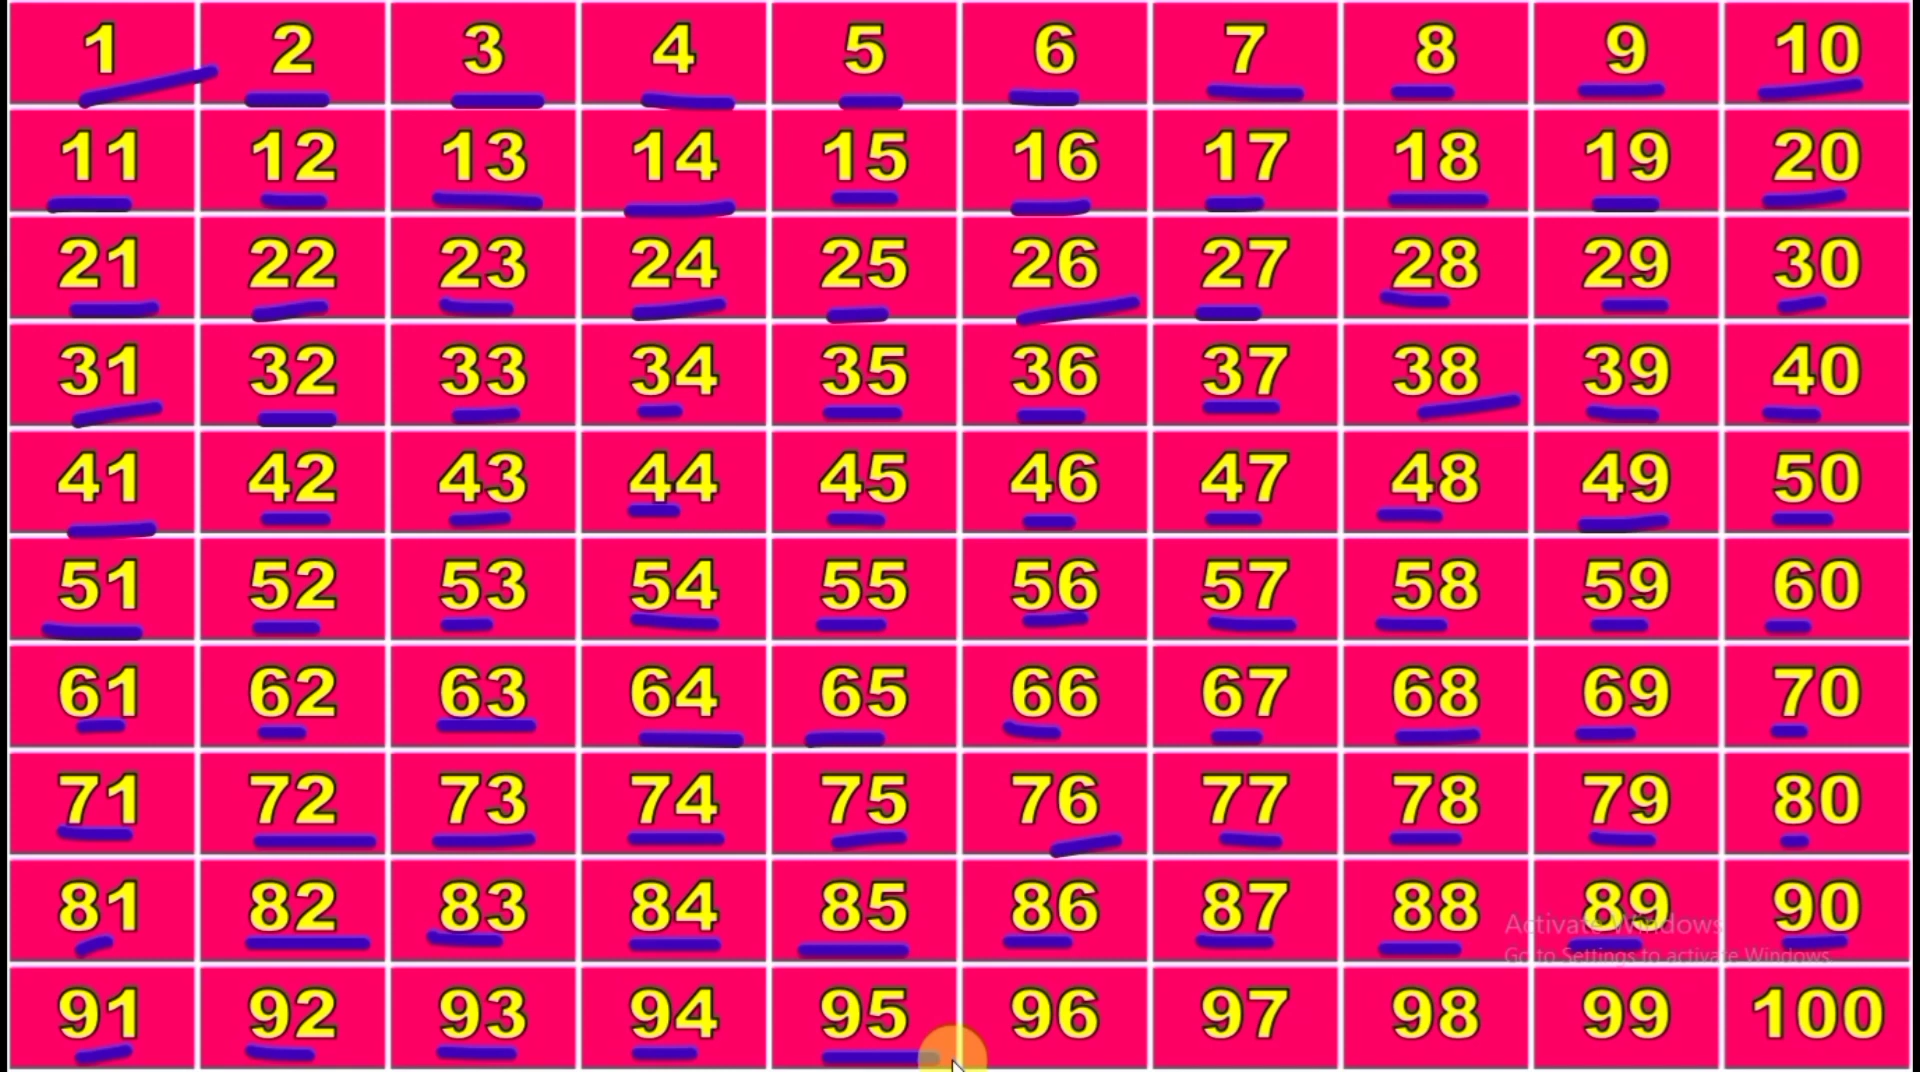 1 2 3 4 5 6 7 8 9 10
11 12 13 14 15 16 17 18 19 20
21 22 23 24 25 26 27 28 29 30
31 32 33 34 35 36 37 38 39 40
41 42 43 44 45 46 47 48 49 50
51 52 53 54 55 56 57 58 59 60
61 62 63 64 65 66 67 68 69 70
71 72 73 74 75 76 77 78 79 80
81 82 83 84 85 86 87 88 89 90
Activate Windows
Go to Settings to activate Windows.
91 92 93 94 95 96 97 98 99 100